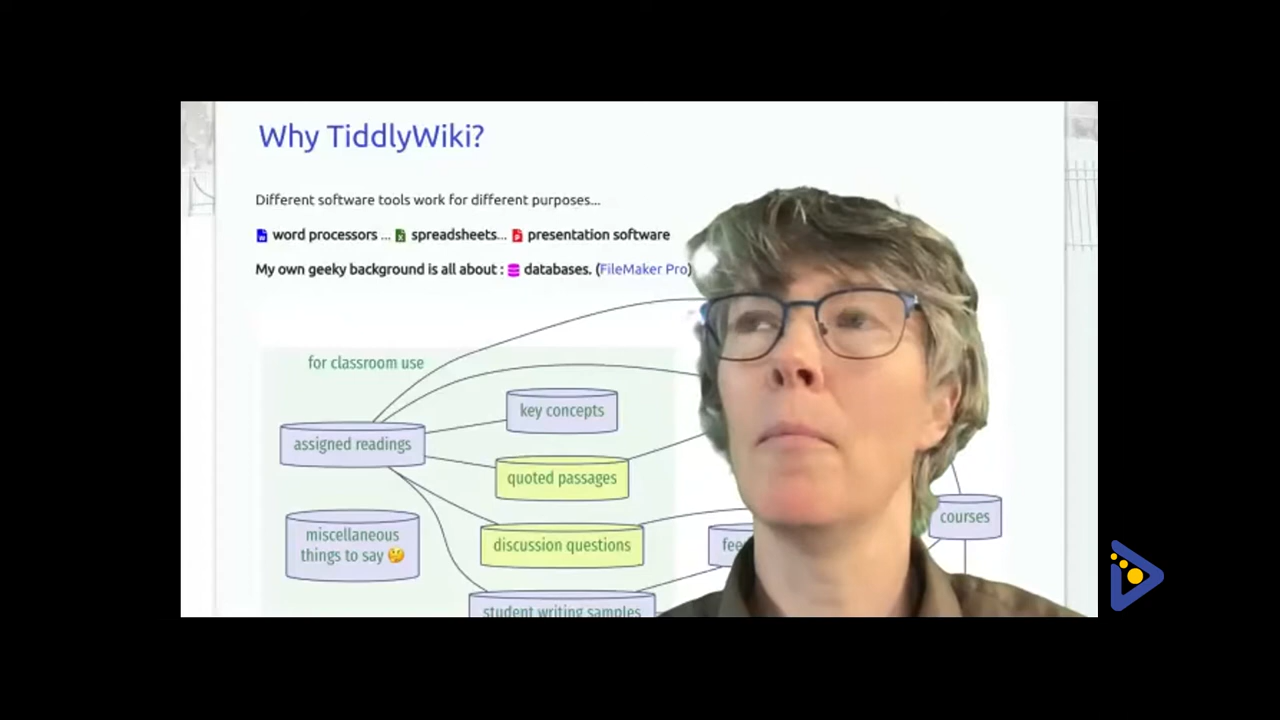 Why TiddlyWiki?
Different software tools work for different purposes...
word processors ... spreadsheets... presentation software
My own geeky background is all about : databases. (FileMaker Pro)
for classroom use
key concepts
assigned readings
quoted passages
courses
miscellaneous
things to say 🤔
discussion questions
student writing samples